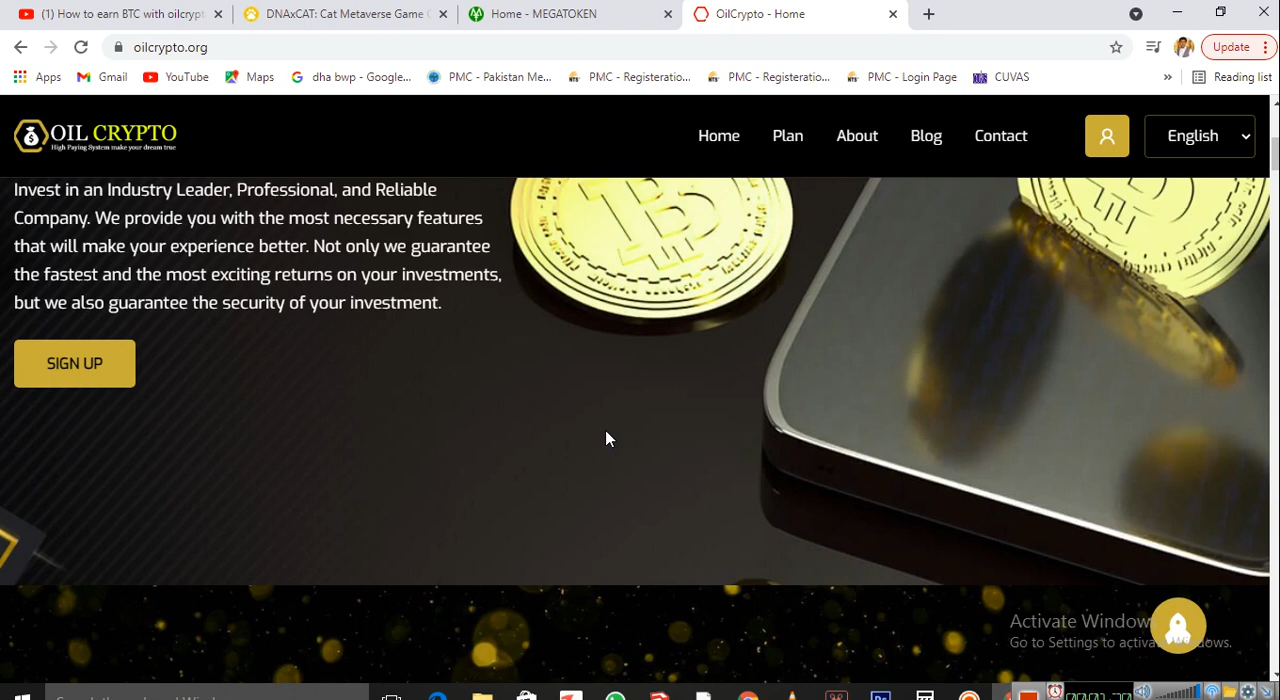 (1) How to earn BTC with oilcrypt
DNAxCAT: Cat Metaverse Game
Home - MEGATOKEN
OilCrypto - Home
oilcrypto.org
Update
Apps
Gmail
YouTube
Maps
dha bwp - Google...
PMC - Pakistan Me...
PMC - Registeratio...
PMC - Registeratio...
PMC - Login Page
CUVAS
»
Reading list
OIL CRYPTO
High Paying System make your dream true
Home
Plan
About
Blog
Contact
English
Invest in an Industry Leader, Professional, and Reliable
Company. We provide you with the most necessary features
that will make your experience better. Not only we guarantee
the fastest and the most exciting returns on your investments,
but we also guarantee the security of your investment.
SIGN UP
Activate Windows
Go to Settings to activate Windows.